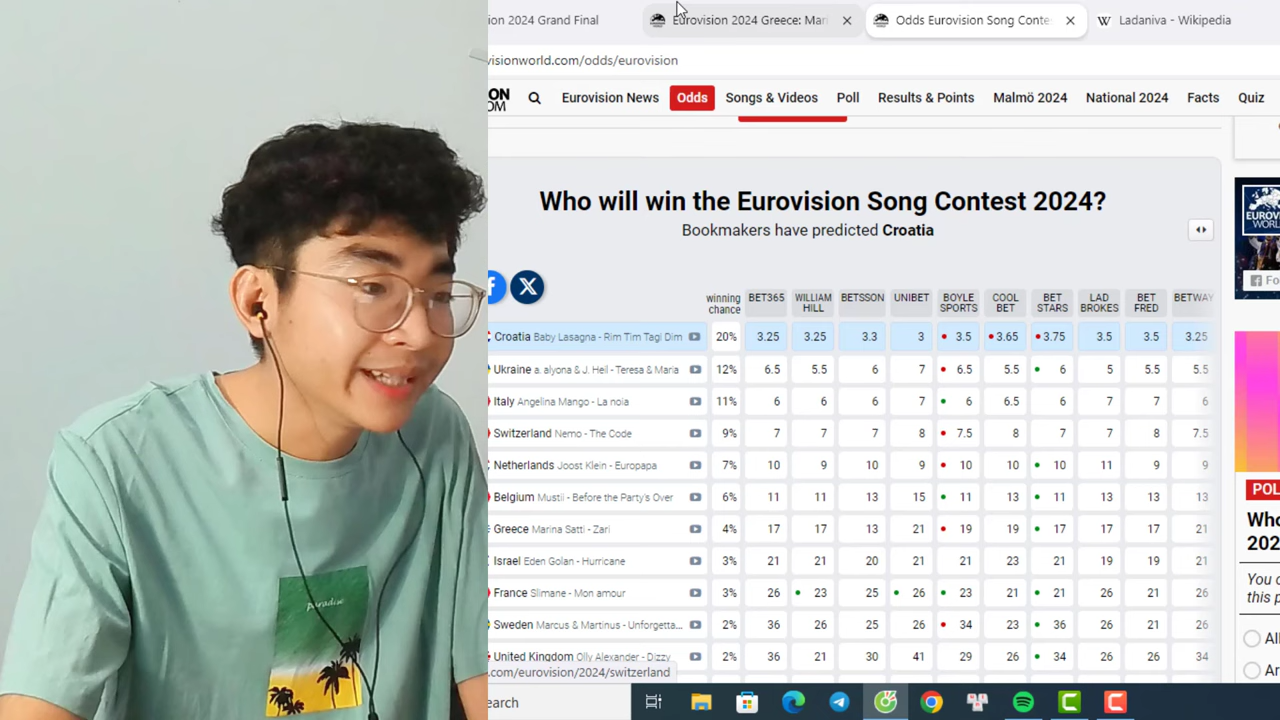 ion 2024 Grand Final
Eurovision 2024 Greece: Mari
Odds Eurovision Song Conte
W Ladaniva - Wikipedia
visionworld.com/odds/eurovision
ON
OM
Eurovision News
Odds
Songs & Videos
Poll
Results & Points
Malmö 2024
National 2024
Facts
Quiz
Who will win the Eurovision Song Contest 2024?
Bookmakers have predicted Croatia
f X
winning chance BET365 WILLIAM HILL BETSSON UNIBET BOYLE SPORTS COOL BET BET STARS LAD BROKES BET FRED BETWAY
Croatia Baby Lasagna - Rim Tim Tagi Dim 20% 3.25 3.25 3.3 3 3.5 3.65 3.75 3.5 3.5 3.25
Ukraine a. alyona & J. Heil - Teresa & Maria 12% 6.5 5.5 6 7 6.5 5.5 6 5 5.5 5.5
Italy Angelina Mango - La noia 11% 6 6 6 7 6 6.5 6 7 7 6
Switzerland Nemo - The Code 9% 7 7 7 8 7.5 8 7 7 8 7.5
Netherlands Joost Klein - Europapa 7% 10 9 10 9 10 10 10 11 9 9
Belgium Mustii - Before the Party's Over 6% 11 11 13 15 11 13 11 13 13 13
Greece Marina Satti - Zari 4% 17 17 13 21 19 19 17 17 17 21
Israel Eden Golan - Hurricane 3% 21 21 20 21 21 23 21 19 19 21
France Slimane - Mon amour 3% 26 23 25 26 23 21 21 26 21 26
Sweden Marcus & Martinus - Unforgetta... 2% 36 26 25 26 34 23 36 26 26 26
United Kingdom Olly Alexander - Dizzy 2% 36 21 30 41 29 26 34 26 26 34
.com/eurovision/2024/switzerland
EUROV
WORL
Fo
POL
Who
202
You c
this p
Al
Ar
paradise
earch